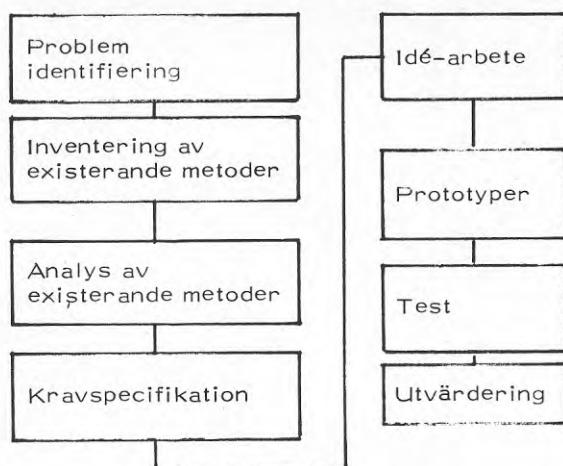 Problem
identifiering
Inventering av
existerande metoder
Analys av
existerande metoder
Kravspecifikation
Idé-arbete
Prototyper
Test
Utvärdering